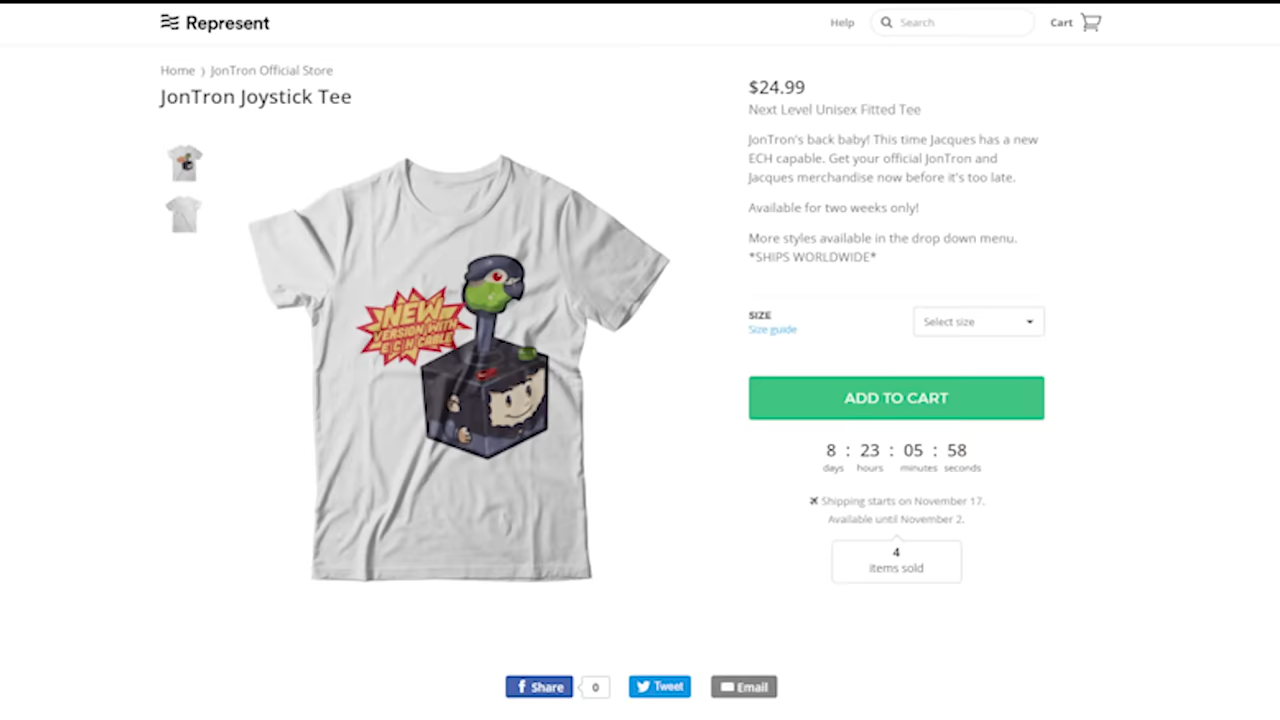 Represent
Help
Search
Cart
Home ) JonTron Official Store
JonTron Joystick Tee
$24.99
Next Level Unisex Fitted Tee
JonTron's back baby! This time Jacques has a new
ECH capable. Get your official JonTron and
Jacques merchandise now before it's too late.
Available for two weeks only!
More styles available in the drop down menu.
*SHIPS WORLDWIDE*
NEW
VERSION WITH
E C H CABLE
SIZE
Size guide
Select size
ADD TO CART
8 : 23 : 05 : 58
days hours minutes seconds
Shipping starts on November 17.
Available until November 2.
4
items sold
f Share
0
Tweet
Email